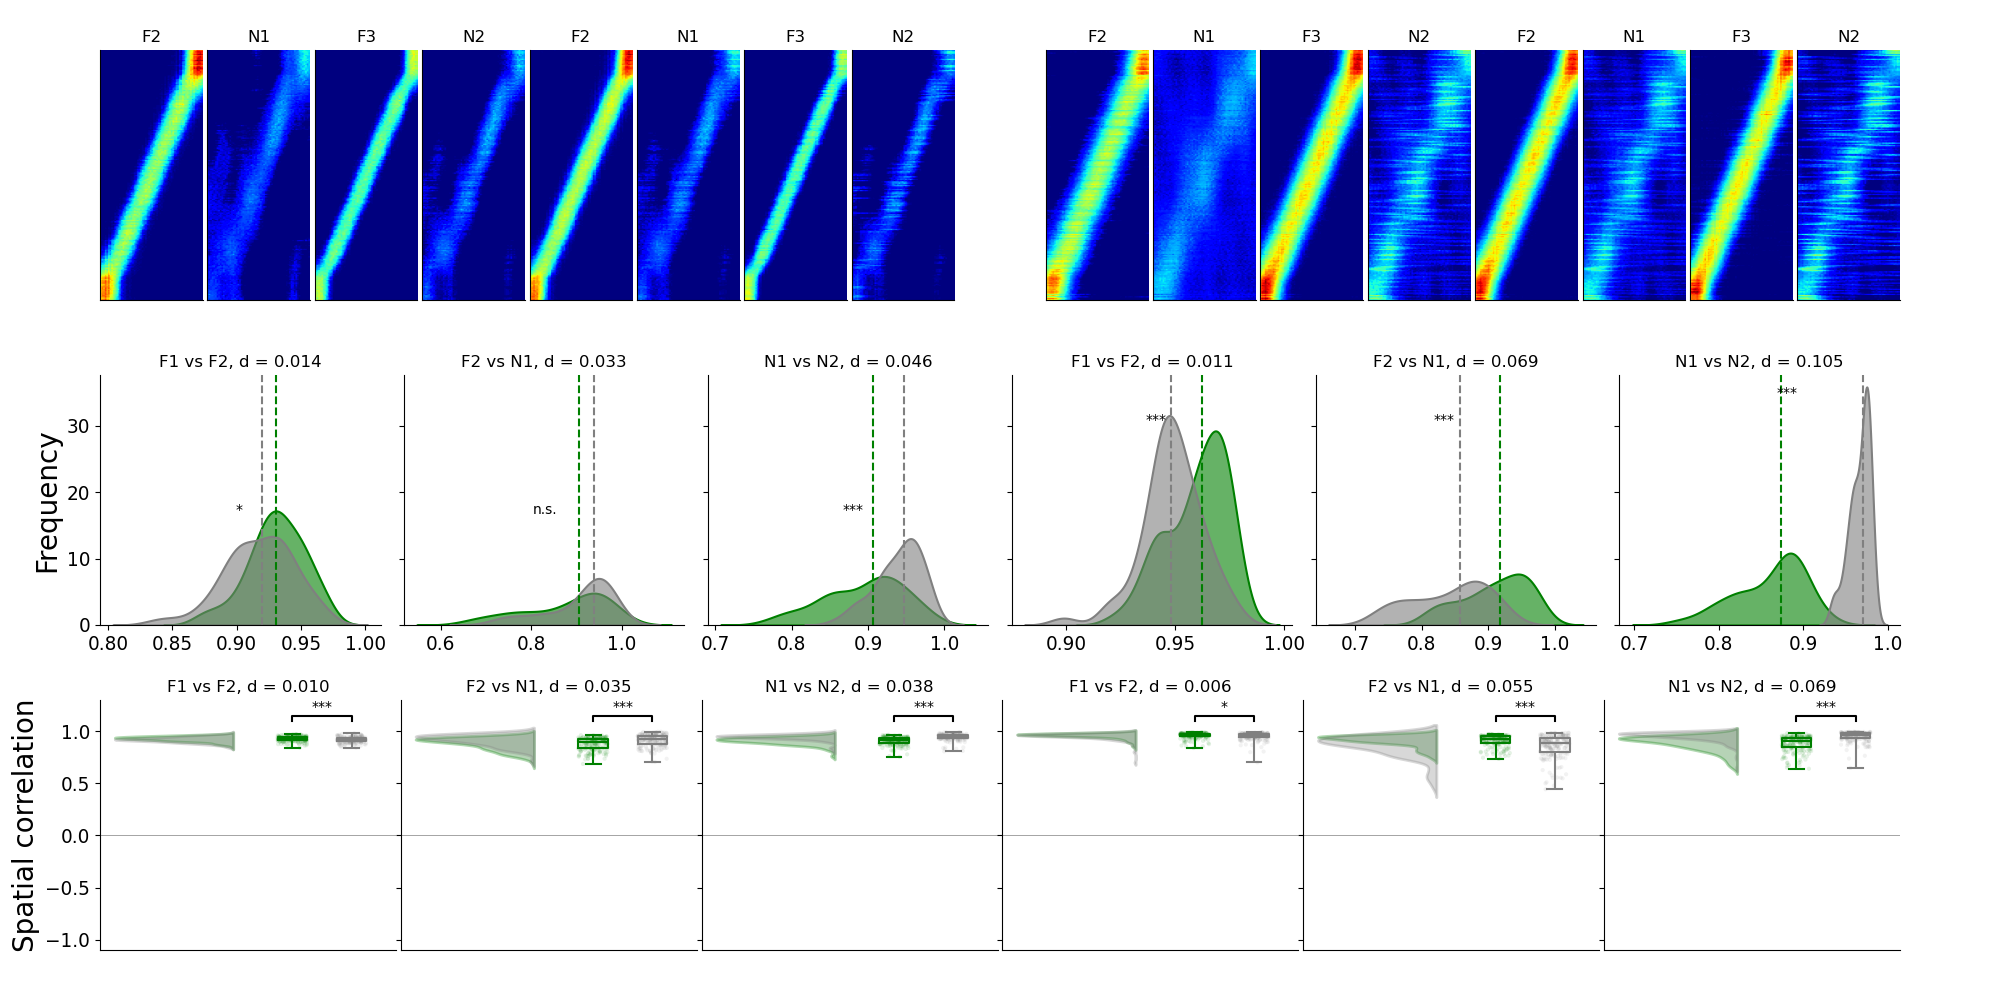 F2 N1 F3 N2 F2 N1 F3 N2 F2 N1 F3 N2 F2 N1 F3 N2
F1 vs F2, d = 0.014 F2 vs N1, d = 0.033 N1 vs N2, d = 0.046 F1 vs F2, d = 0.011 F2 vs N1, d = 0.069 N1 vs N2, d = 0.105
Frequency
30
20
10
0
* n.s. *** *** *** ***
0.80 0.85 0.90 0.95 1.00 0.6 0.8 1.0 0.7 0.8 0.9 1.0 0.90 0.95 1.00 0.7 0.8 0.9 1.0 0.7 0.8 0.9 1.0
F1 vs F2, d = 0.010 F2 vs N1, d = 0.035 N1 vs N2, d = 0.038 F1 vs F2, d = 0.006 F2 vs N1, d = 0.055 N1 vs N2, d = 0.069
*** *** *** * *** ***
Spatial correlation
1.0
0.5
0.0
−0.5
−1.0